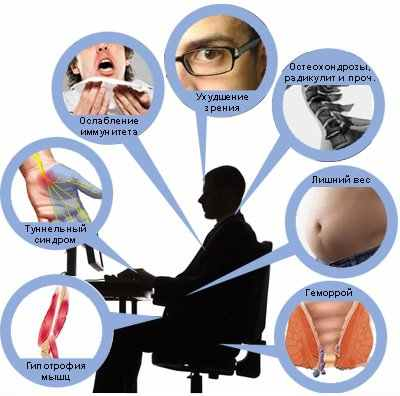 Ослабление
иммунитета
Ухудшение
зрения
Остеохондрозы,
радикулит и проч.
Туннельный
синдром
Лишний вес
Гипотрофия
мышц
Геморрой